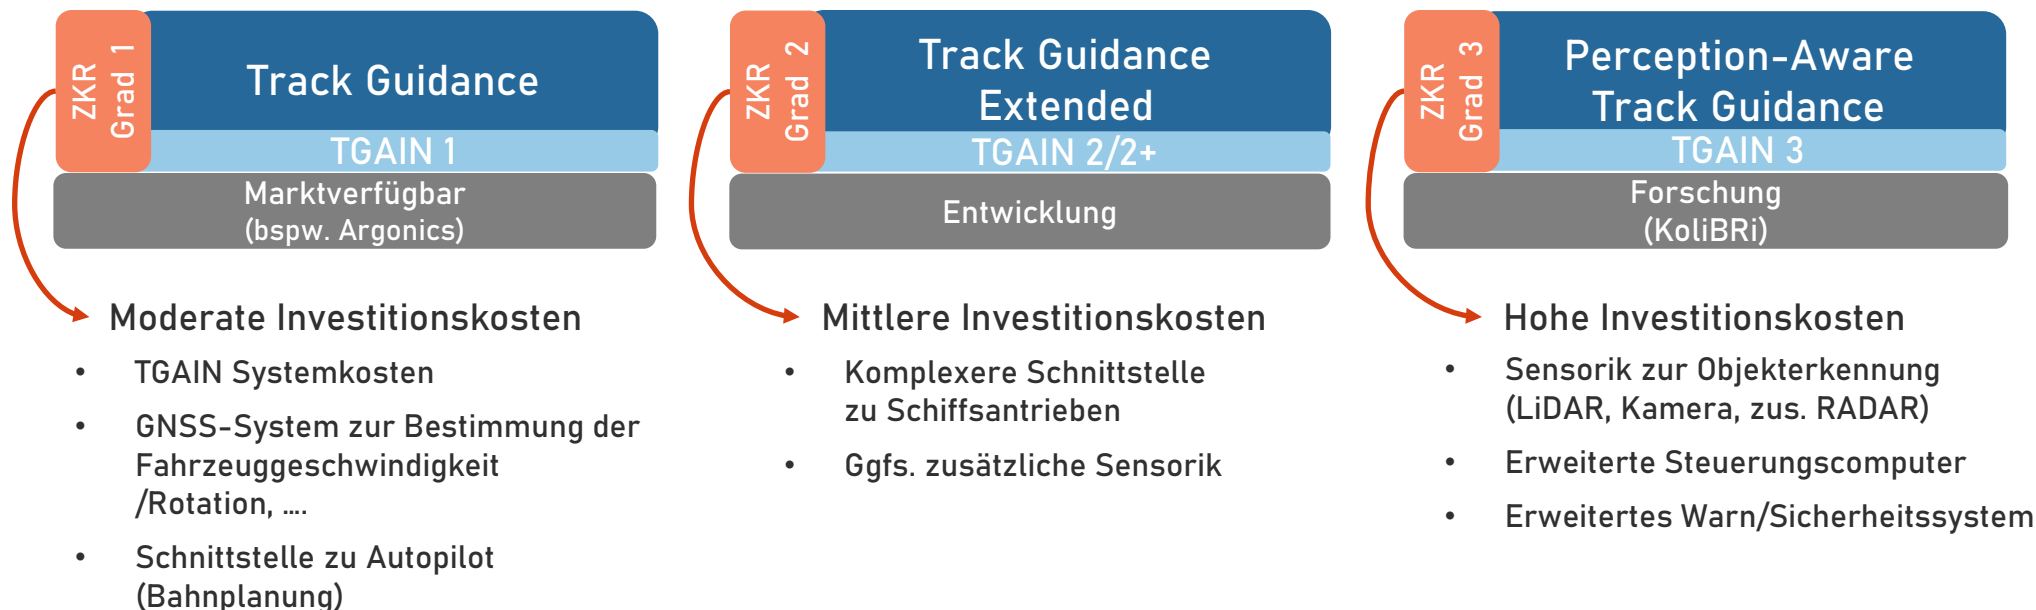 ZKR
Grad 1
Track Guidance
TGAIN 1
Marktverfügbar
(bspw. Argonics)
Moderate Investitionskosten
• TGAIN Systemkosten
• GNSS-System zur Bestimmung der
Fahrzeuggeschwindigkeit
/Rotation, ....
• Schnittstelle zu Autopilot
(Bahnplanung)
ZKR
Grad 2
Track Guidance
Extended
TGAIN 2/2+
Entwicklung
Mittlere Investitionskosten
• Komplexere Schnittstelle
zu Schiffsantrieben
• Ggfs. zusätzliche Sensorik
ZKR
Grad 3
Perception-Aware
Track Guidance
TGAIN 3
Forschung
(KoliBRi)
Hohe Investitionskosten
• Sensorik zur Objekterkennung
(LiDAR, Kamera, zus. RADAR)
• Erweiterte Steuerungscomputer
• Erweitertes Warn/Sicherheitssystem